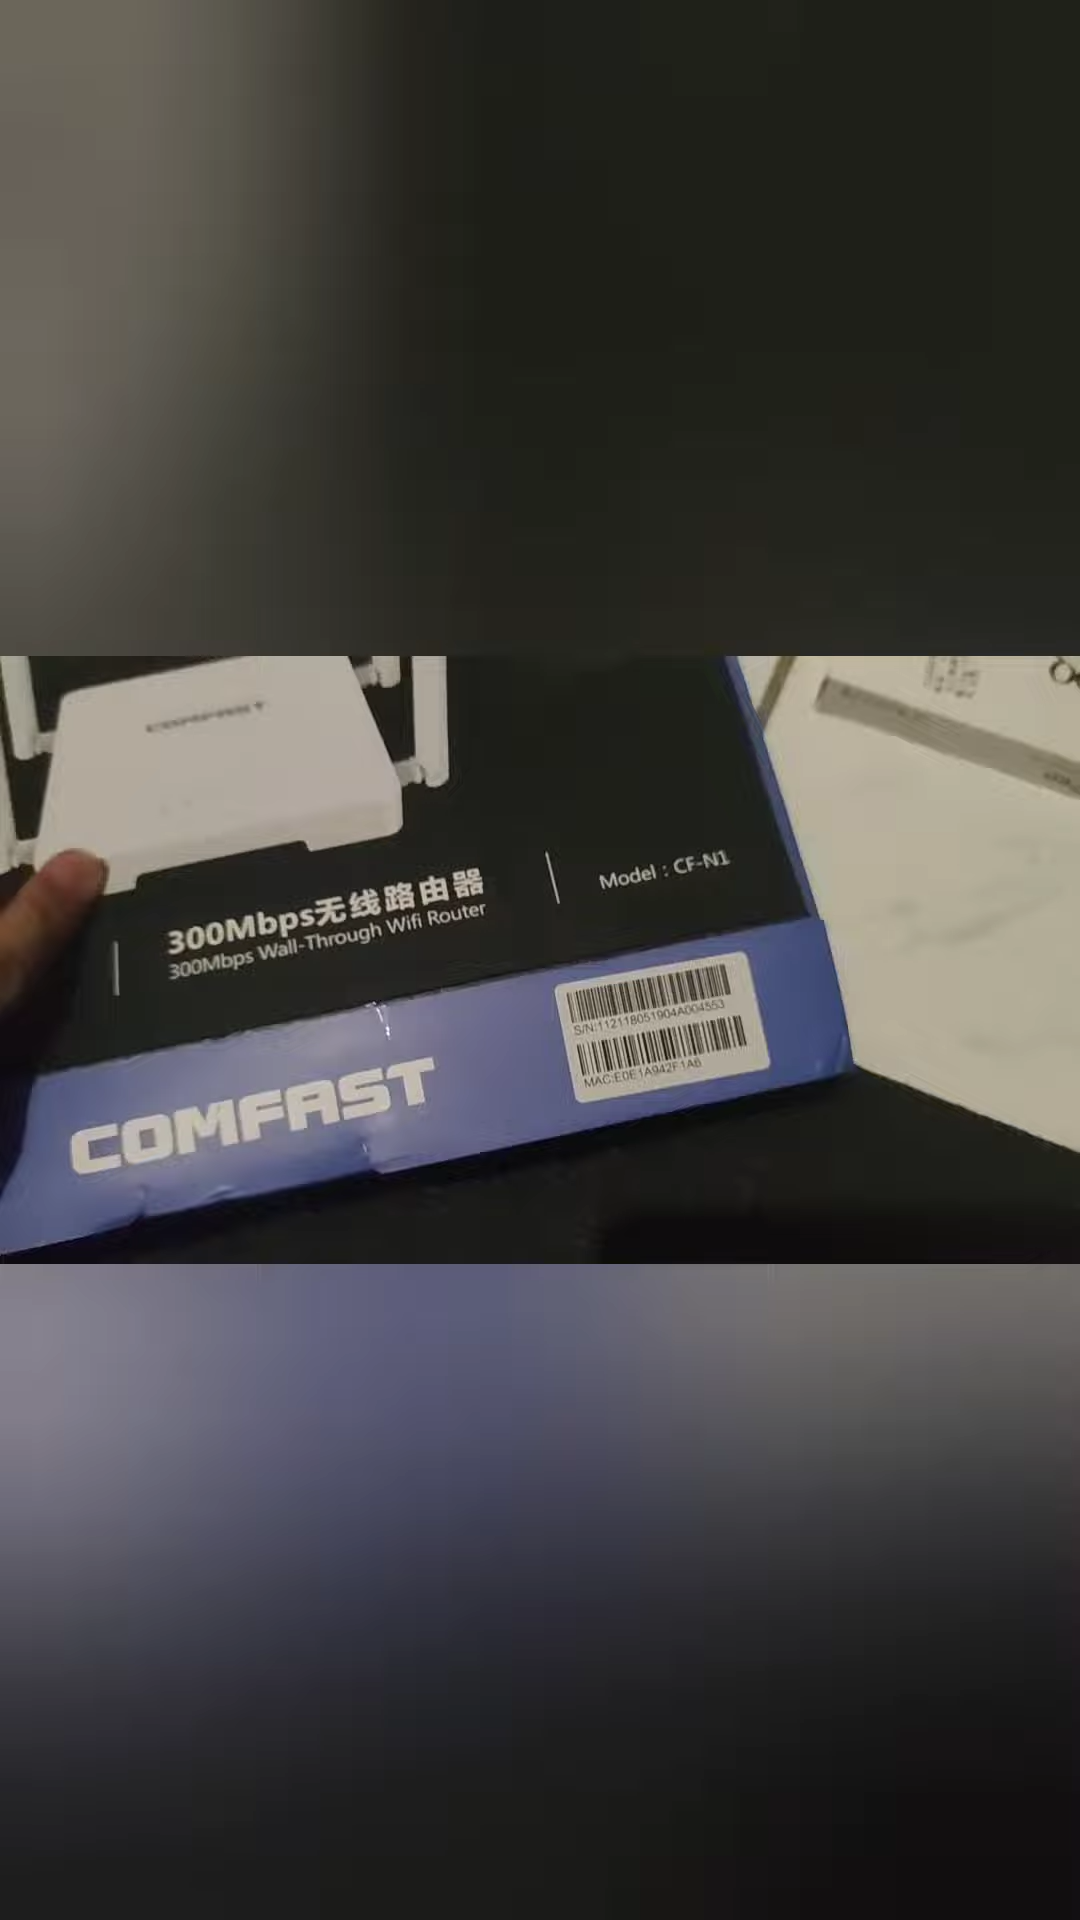 COMFAST
300Mbps无线路由器
300Mbps Wall-Through Wifi Router
Model : CF-N1
S/N:112118051904A004553
MAC:E0E1A942F1A6
COMFAST